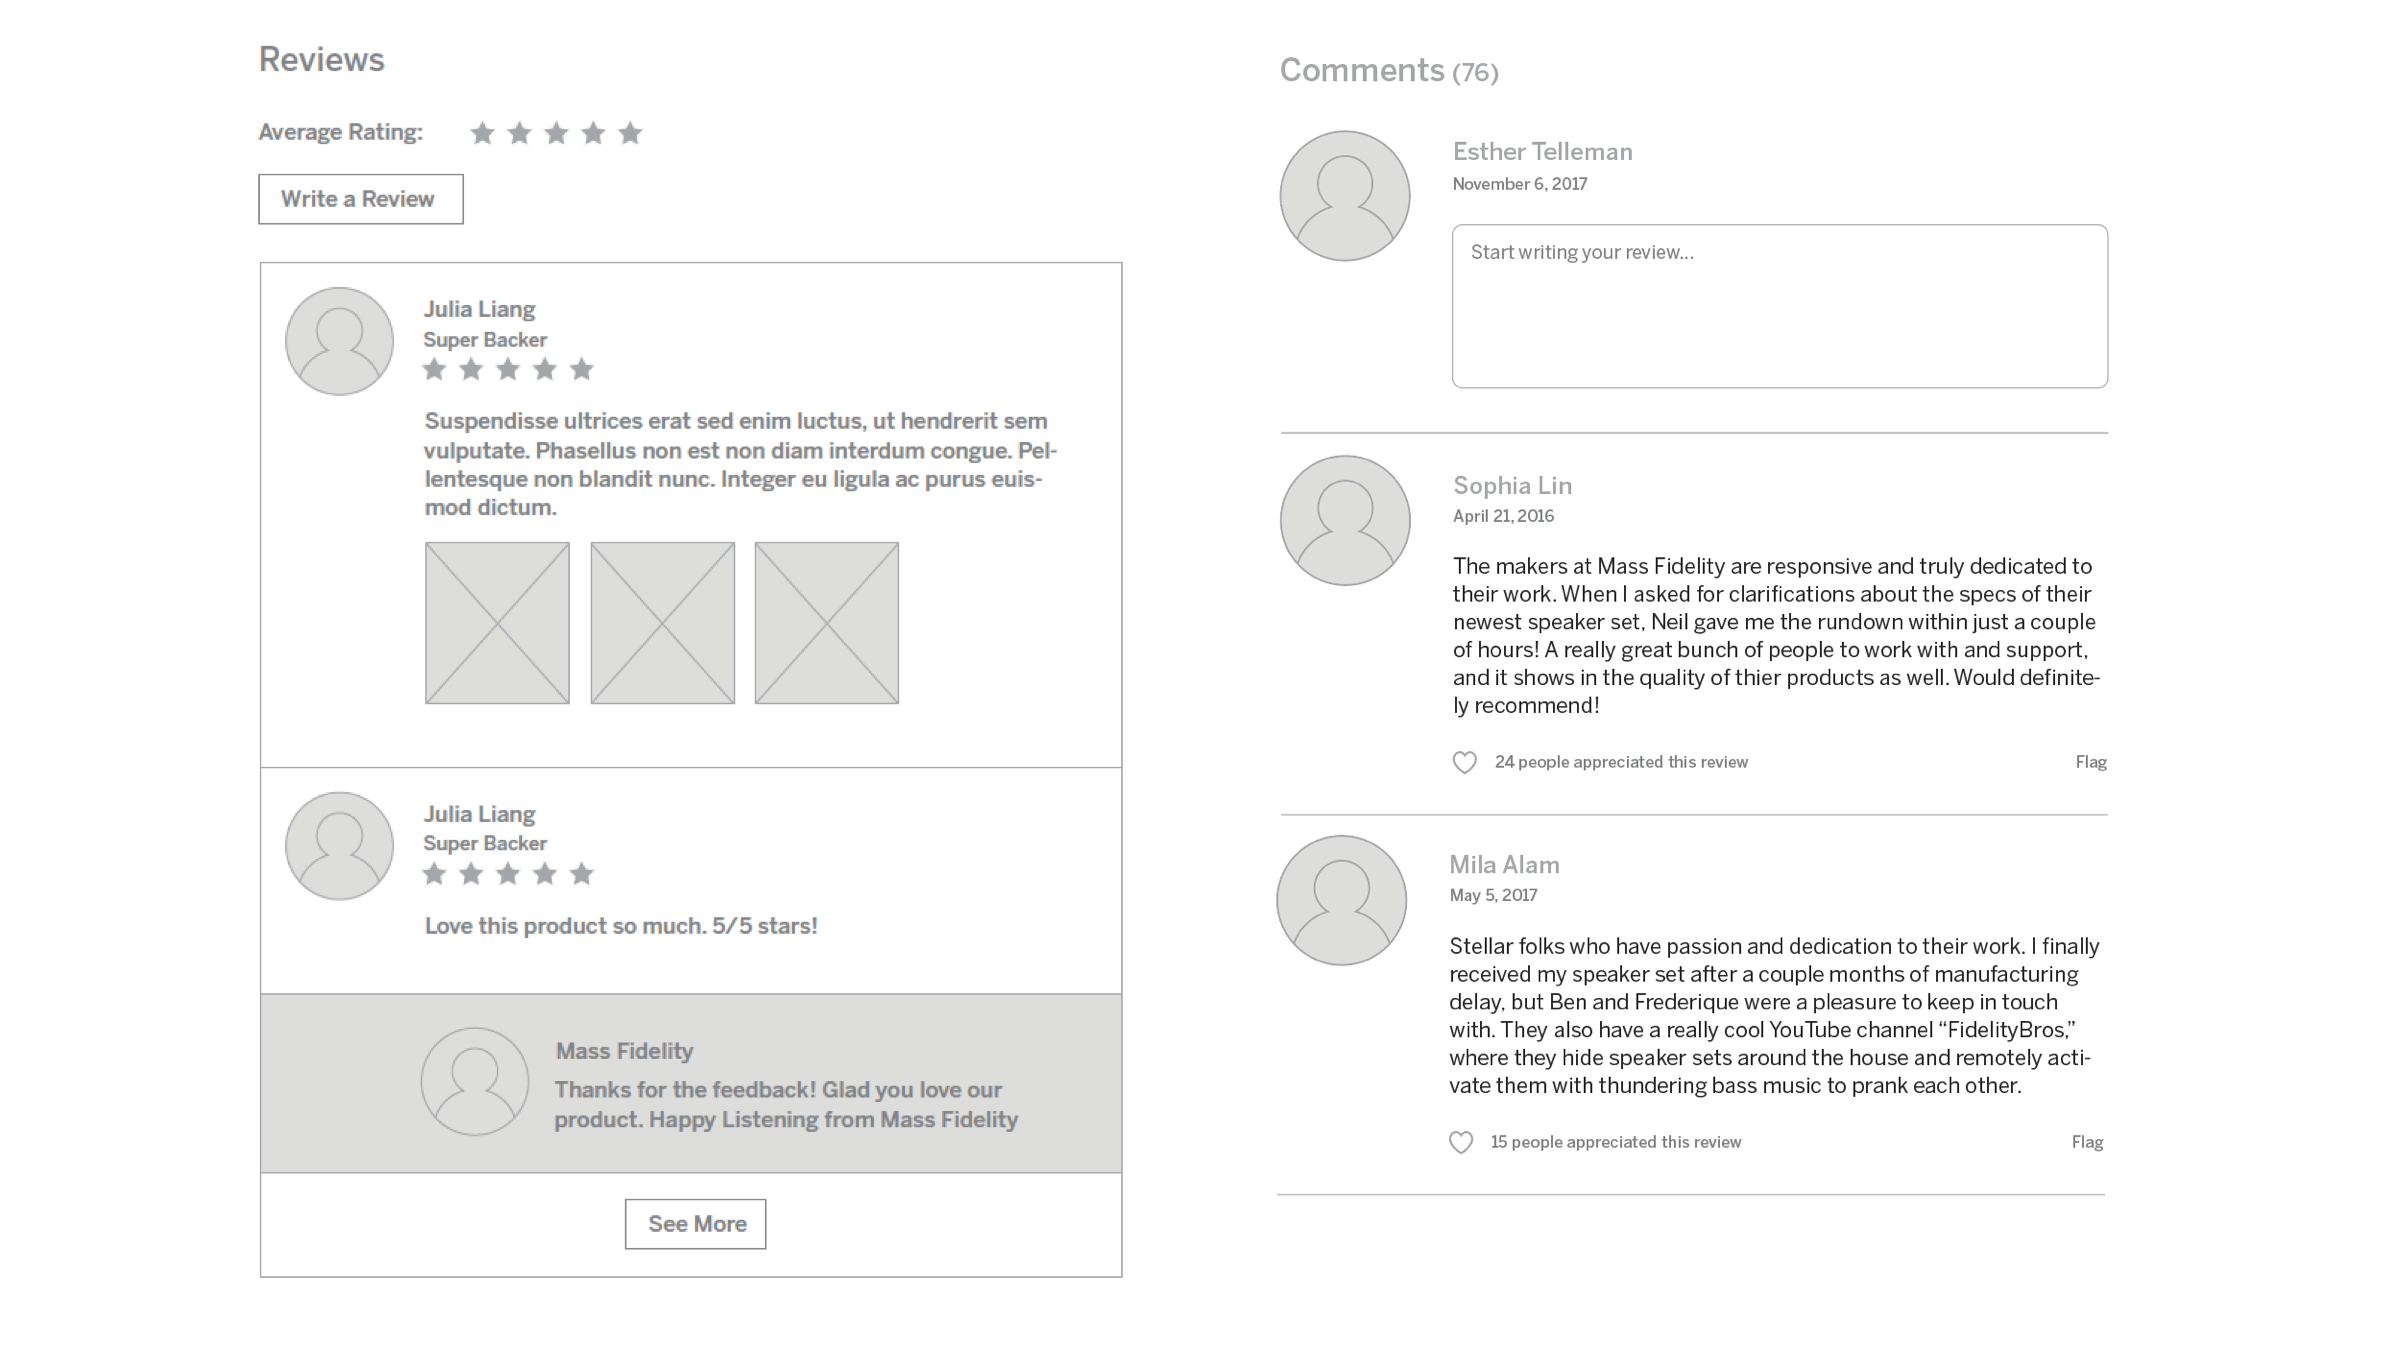 Reviews
Average Rating:
Write a Review
Julia Liang
Super Backer
Suspendisse ultrices erat sed enim luctus, ut hendrerit sem
vulputate. Phasellus non est non diam interdum congue. Pel-
lentesque non blandit nunc. Integer eu ligula ac purus euis-
mod dictum.
Julia Liang
Super Backer
Love this product so much. 5/5 stars!
Mass Fidelity
Thanks for the feedback! Glad you love our
product. Happy Listening from Mass Fidelity
See More
Comments (76)
Esther Telleman
November 6, 2017
Start writing your review...
Sophia Lin
April 21, 2016
The makers at Mass Fidelity are responsive and truly dedicated to
their work. When I asked for clarifications about the specs of their
newest speaker set, Neil gave me the rundown within just a couple
of hours! A really great bunch of people to work with and support,
and it shows in the quality of thier products as well. Would definite-
ly recommend!
24 people appreciated this review
Flag
Mila Alam
May 5, 2017
Stellar folks who have passion and dedication to their work. I finally
received my speaker set after a couple months of manufacturing
delay, but Ben and Frederique were a pleasure to keep in touch
with. They also have a really cool YouTube channel “FidelityBros,”
where they hide speaker sets around the house and remotely acti-
vate them with thundering bass music to prank each other.
15 people appreciated this review
Flag